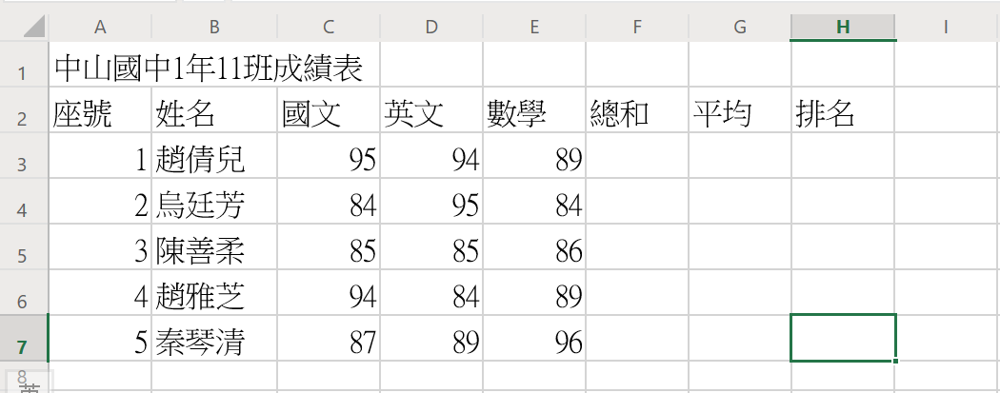 A B C D E F G H I
1 中山國中1年11班成績表
2 座號 姓名 國文 英文 數學 總和 平均 排名
3 1 趙倩兒 95 94 89
4 2 烏廷芳 84 95 84
5 3 陳善柔 85 85 86
6 4 趙雅芝 94 84 89
7 5 秦琴清 87 89 96
8